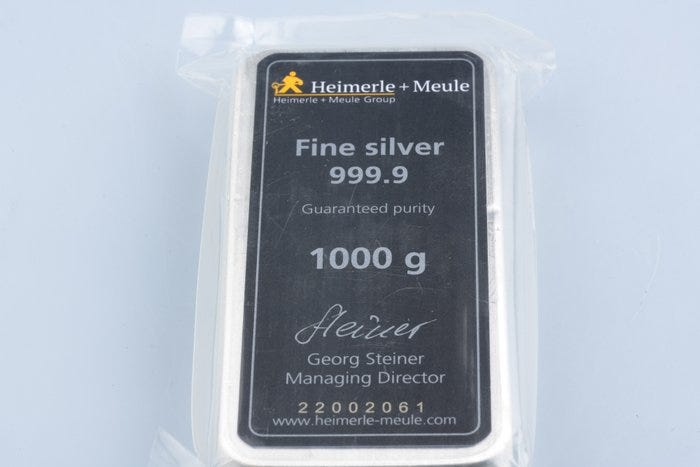 Heimerle + Meule
Heimerle + Meule Group
Fine silver
999.9
Guaranteed purity
1000 g
Steiner
Georg Steiner
Managing Director
22002061
www.heimerle-meule.com